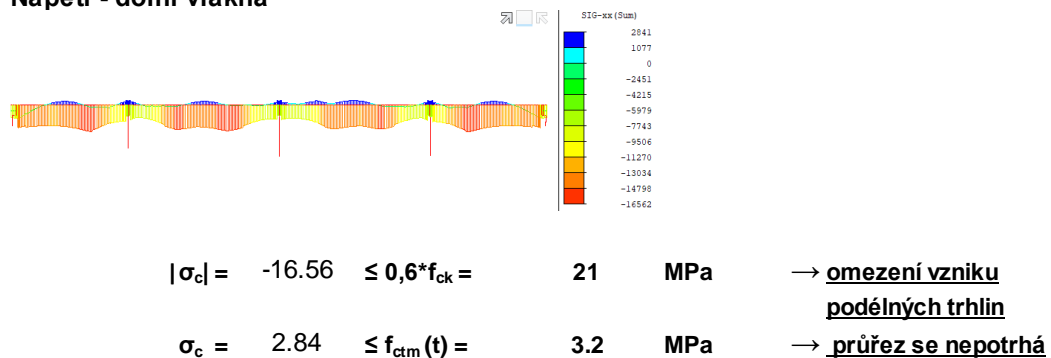 Napětí - dolní vlákna
SIG-xx(Sum)
2841
1077
0
-2451
-4215
-5979
-7743
-9506
-11270
-13034
-14798
-16562
|σc| = -16.56 ≤ 0,6*fck = 21 MPa → omezení vzniku
podélných trhlin
σc = 2.84 ≤ fctm (t) = 3.2 MPa → průřez se nepotrhá